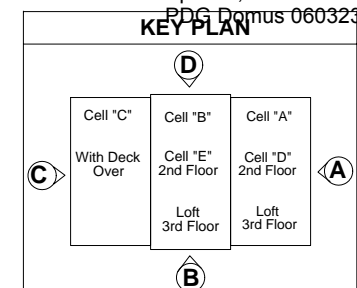 PDG Domus 060323
KEY PLAN
D
Cell "C"
With Deck
Over
Cell "B"
Cell "E"
2nd Floor
Loft
3rd Floor
Cell "A"
Cell "D"
2nd Floor
Loft
3rd Floor
C
A
B